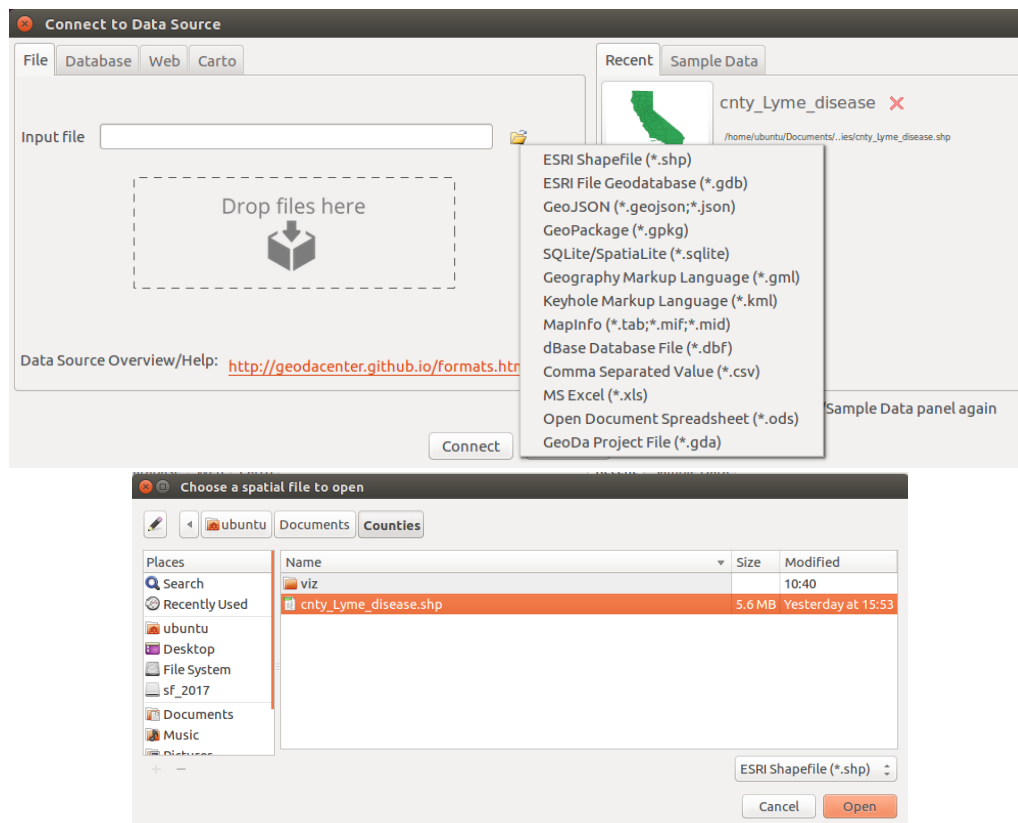 Connect to Data Source
File Database Web Carto
Recent Sample Data
cnty_Lyme_disease
/home/ubuntu/Documents/..ies/cnty_Lyme_disease.shp
Input file
Drop files here
ESRI Shapefile (*.shp)
ESRI File Geodatabase (*.gdb)
GeoJSON (*.geojson;*.json)
GeoPackage (*.gpkg)
SQLite/SpatiaLite (*.sqlite)
Geography Markup Language (*.gml)
Keyhole Markup Language (*.kml)
MapInfo (*.tab;*.mif;*.mid)
dBase Database File (*.dbf)
Comma Separated Value (*.csv)
MS Excel (*.xls)
Open Document Spreadsheet (*.ods)
GeoDa Project File (*.gda)
Data Source Overview/Help: http://geodacenter.github.io/formats.htm
/Sample Data panel again
Connect
Choose a spatial file to open
ubuntu Documents Counties
Places
Search
Recently Used
ubuntu
Desktop
File System
sf_2017
Documents
Music
Pictures
Name Size Modified
viz 10:40
cnty_Lyme_disease.shp 5.6 MB Yesterday at 15:53
ESRI Shapefile (*.shp)
Cancel Open